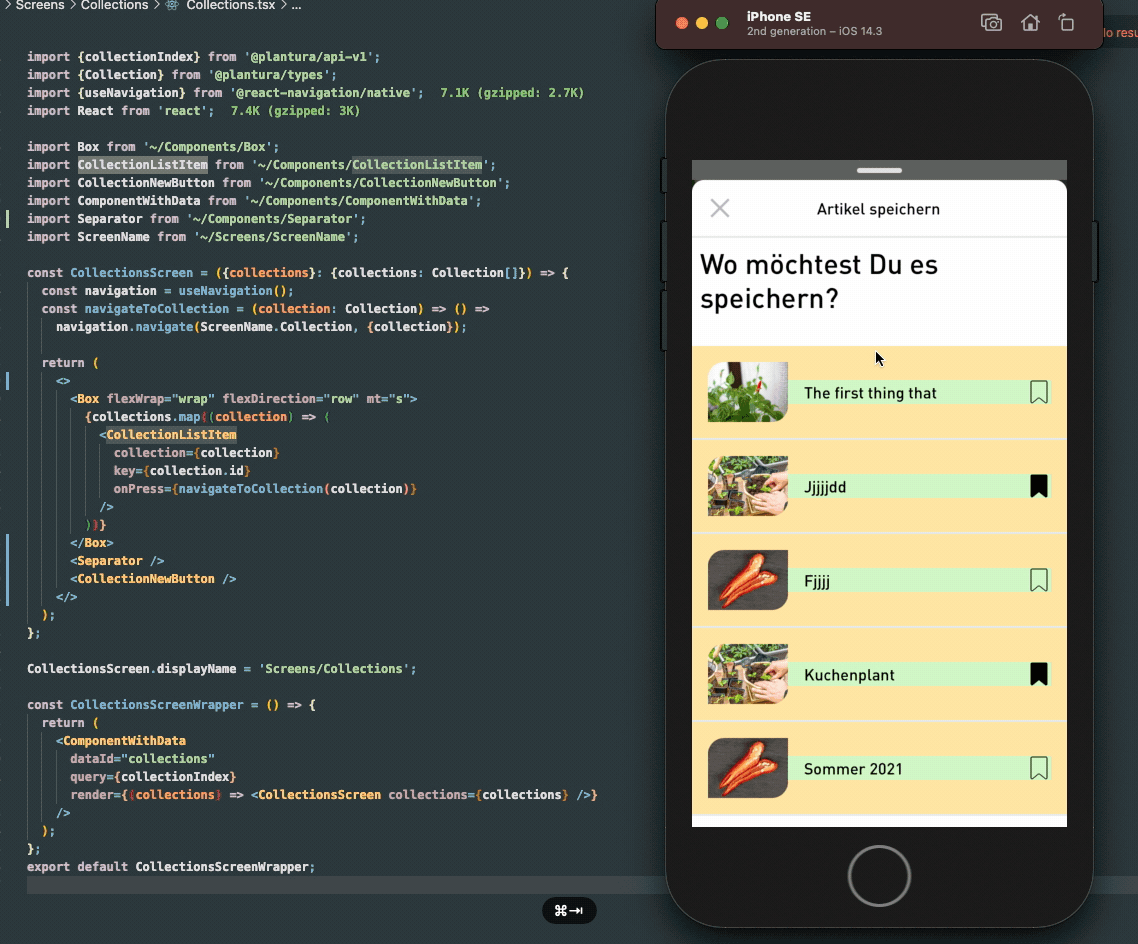 > Screens > Collections > Collections.tsx > ...
import {collectionIndex} from '@plantura/api-v1';
import {Collection} from '@plantura/types';
import {useNavigation} from '@react-navigation/native';  7.1K (gzipped: 2.7K)
import React from 'react';  7.4K (gzipped: 3K)
import Box from '~/Components/Box';
import CollectionListItem from '~/Components/CollectionListItem';
import CollectionNewButton from '~/Components/CollectionNewButton';
import ComponentWithData from '~/Components/ComponentWithData';
import Separator from '~/Components/Separator';
import ScreenName from '~/Screens/ScreenName';
const CollectionsScreen = ({collections}: {collections: Collection[]}) => {
const navigation = useNavigation();
const navigateToCollection = (collection: Collection) => () =>
navigation.navigate(ScreenName.Collection, {collection});
return (
<>
<Box flexWrap="wrap" flexDirection="row" mt="s">
{collections.map((collection) => (
<CollectionListItem
collection={collection}
key={collection.id}
onPress={navigateToCollection(collection)}
/>
))}
</Box>
<Separator />
<CollectionNewButton />
</>
);
};
CollectionsScreen.displayName = 'Screens/Collections';
const CollectionsScreenWrapper = () => {
return (
<ComponentWithData
dataId="collections"
query={collectionIndex}
render={(collections) => <CollectionsScreen collections={collections} />}
/>
);
};
export default CollectionsScreenWrapper;
⌘⇥
iPhone SE
2nd generation – iOS 14.3
Artikel speichern
Wo möchtest Du es
speichern?
The first thing that
Jjjjjdd
Fjjjj
Kuchenplant
Sommer 2021